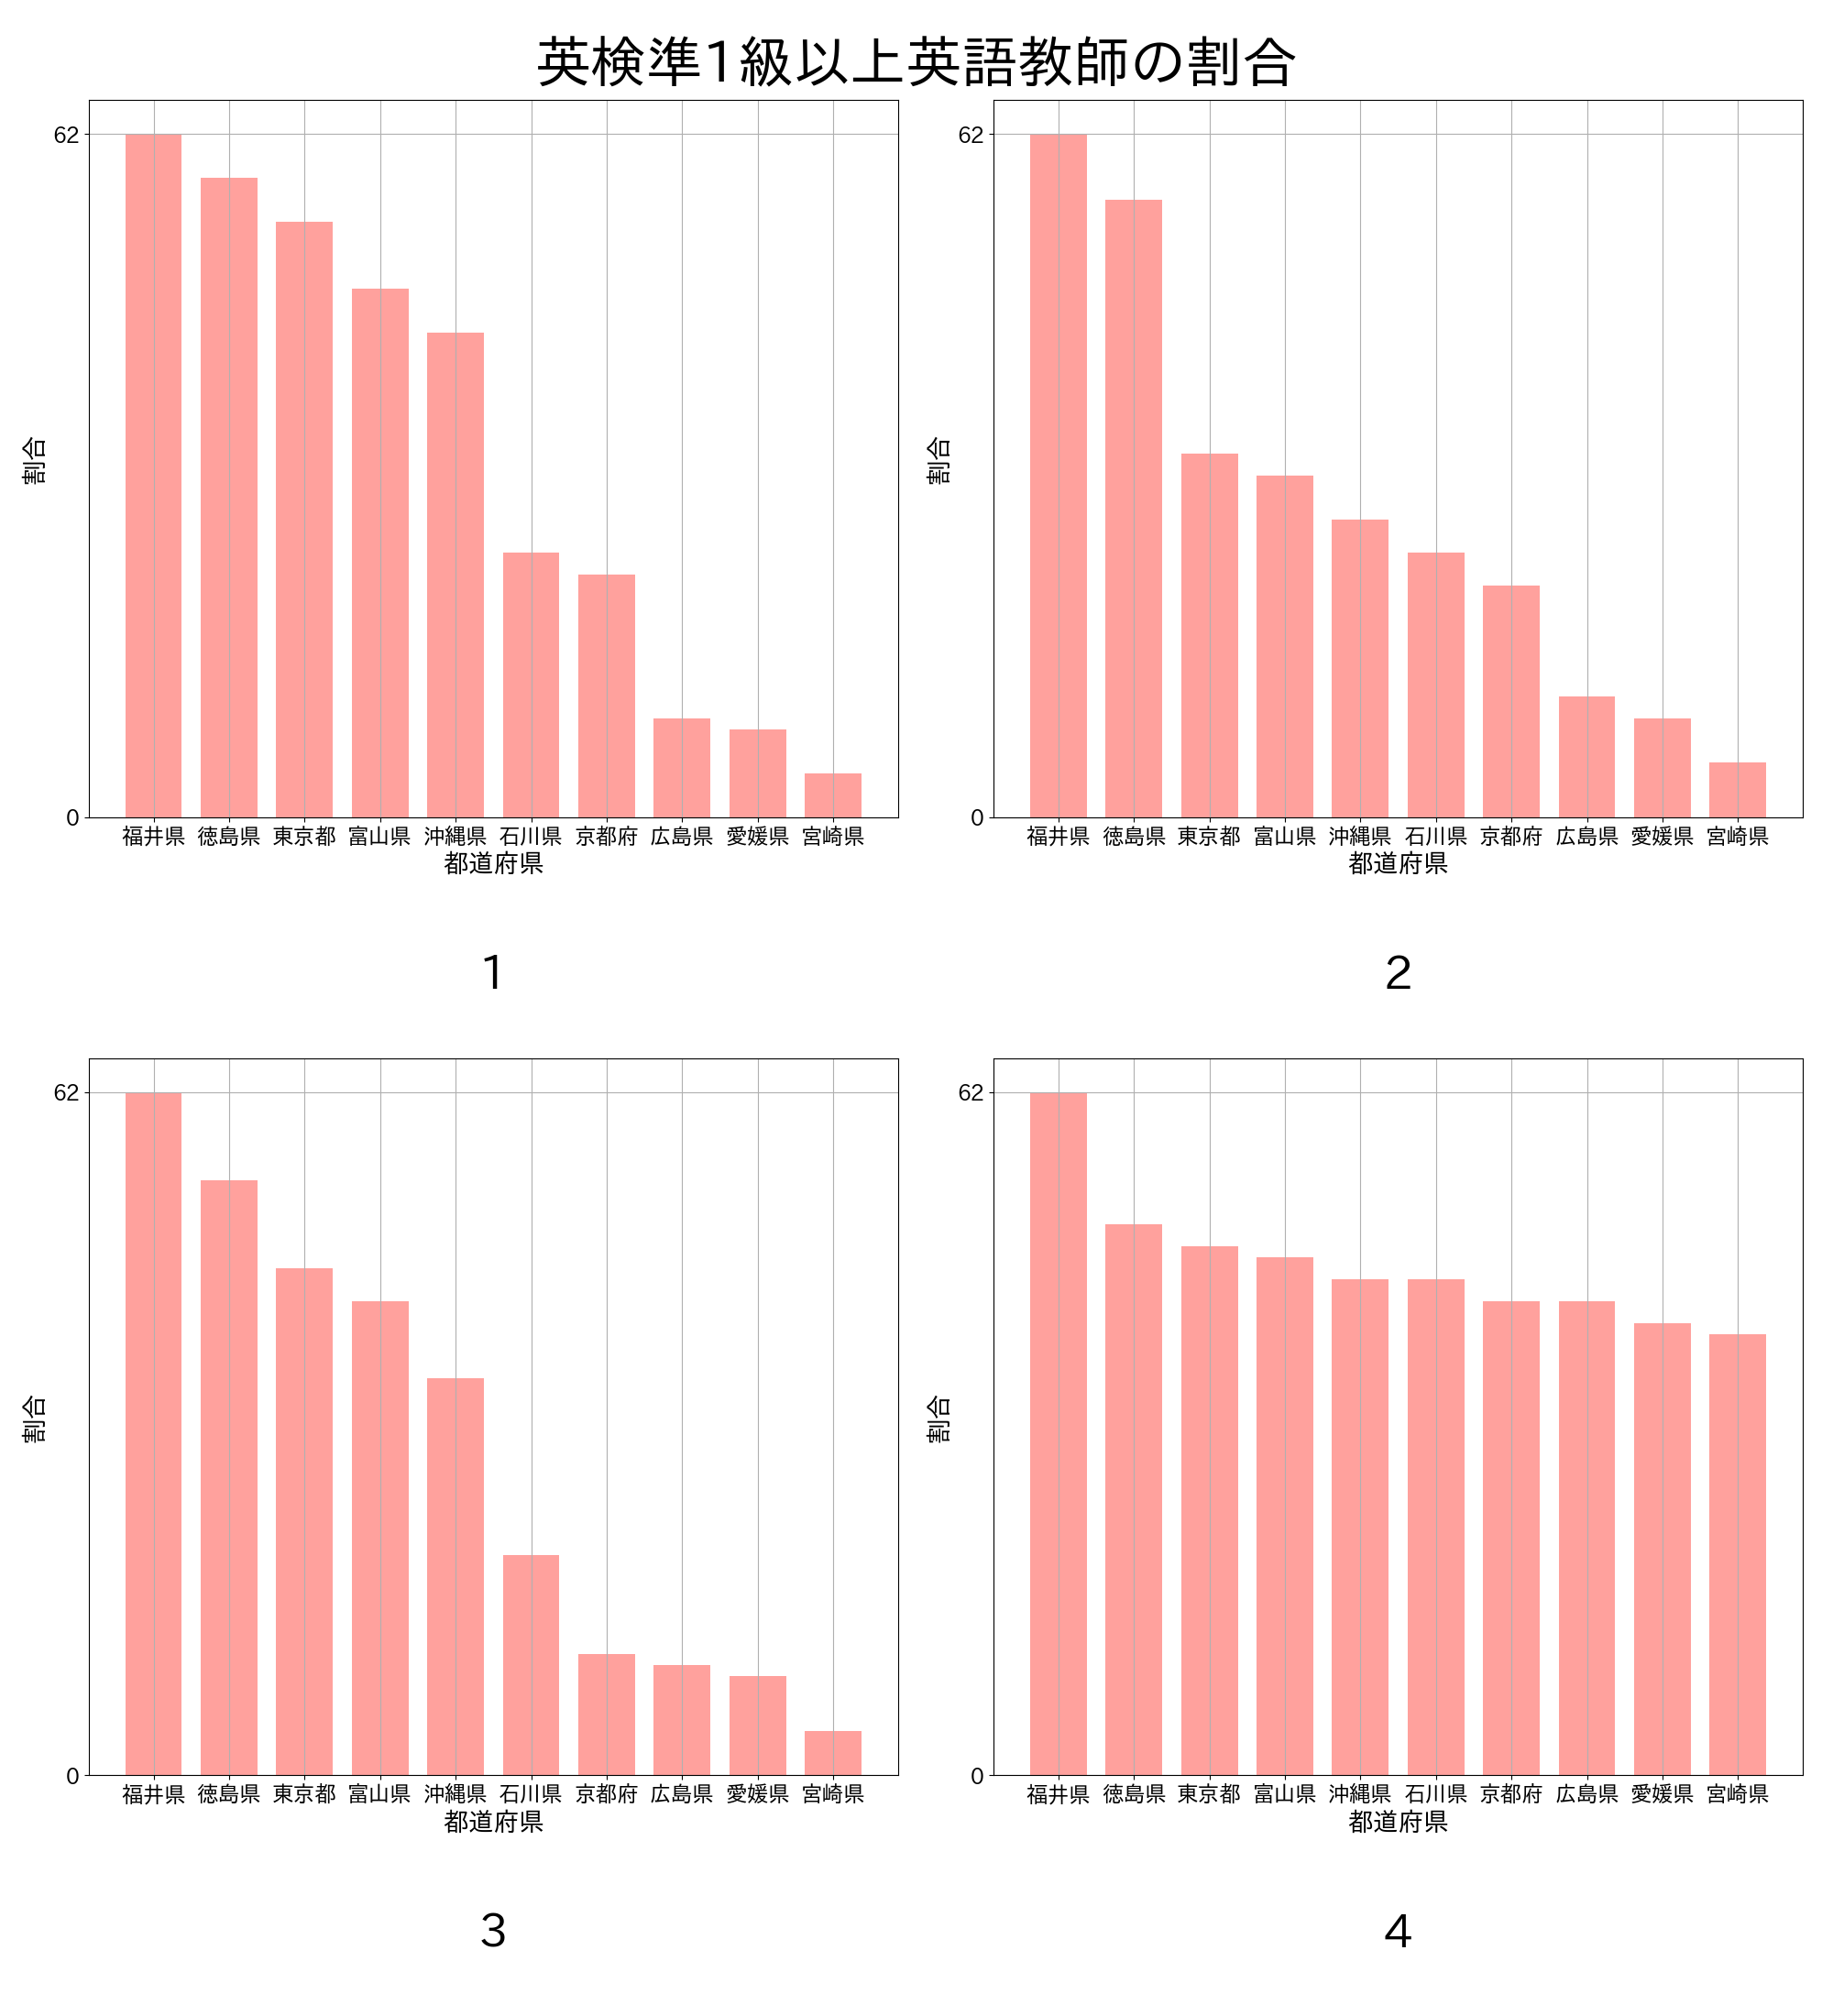 英検準1級以上英語教師の割合
62
0
割合
福井県 徳島県 東京都 富山県 沖縄県 石川県 京都府 広島県 愛媛県 宮崎県
都道府県
1
62
0
割合
福井県 徳島県 東京都 富山県 沖縄県 石川県 京都府 広島県 愛媛県 宮崎県
都道府県
2
62
0
割合
福井県 徳島県 東京都 富山県 沖縄県 石川県 京都府 広島県 愛媛県 宮崎県
都道府県
3
62
0
割合
福井県 徳島県 東京都 富山県 沖縄県 石川県 京都府 広島県 愛媛県 宮崎県
都道府県
4